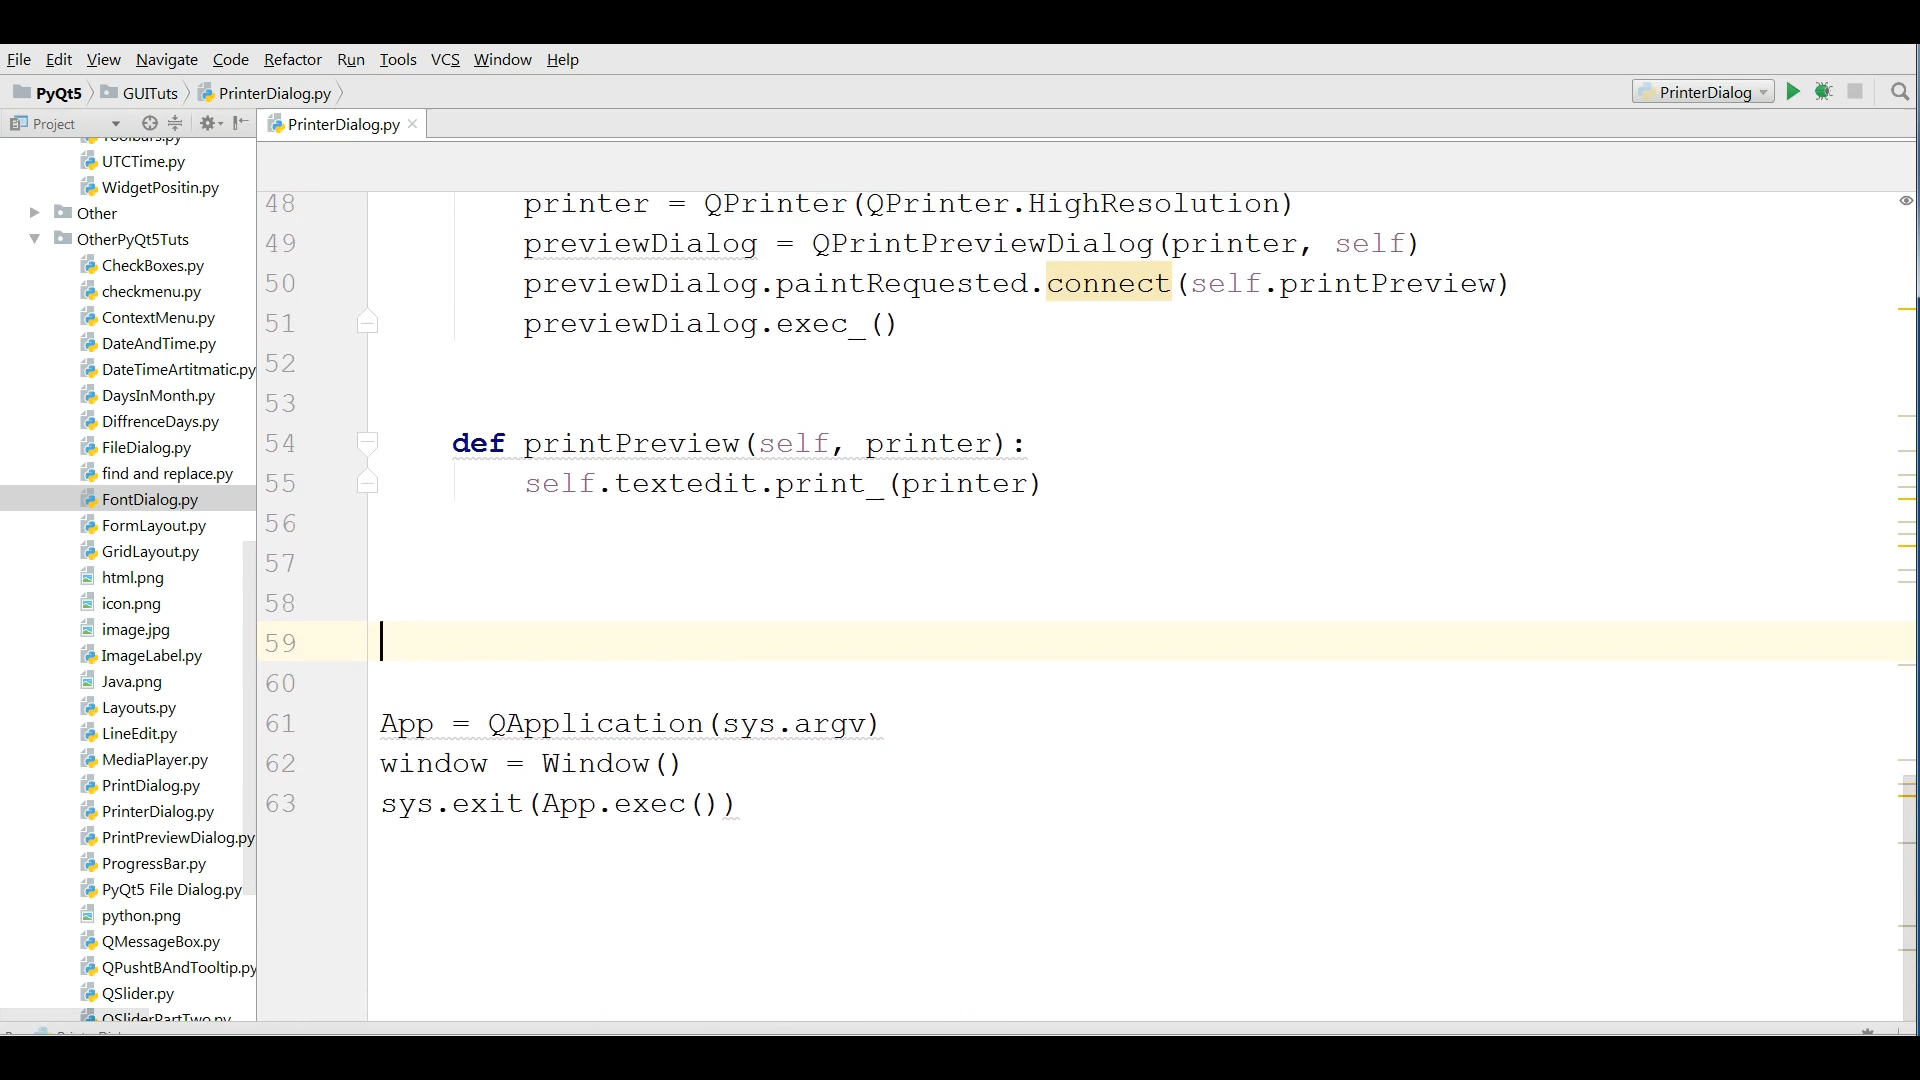 File Edit View Navigate Code Refactor Run Tools VCS Window Help
PyQt5 GUITuts PrinterDialog.py PrinterDialog
Project PrinterDialog.py
Toolbars.py
UTCTime.py
WidgetPositin.py
Other
OtherPyQt5Tuts
CheckBoxes.py
checkmenu.py
ContextMenu.py
DateAndTime.py
DateTimeArtitmatic.py
DaysInMonth.py
DiffrenceDays.py
FileDialog.py
find and replace.py
FontDialog.py
FormLayout.py
GridLayout.py
html.png
icon.png
image.jpg
ImageLabel.py
Java.png
Layouts.py
LineEdit.py
MediaPlayer.py
PrintDialog.py
PrinterDialog.py
PrintPreviewDialog.py
ProgressBar.py
PyQt5 File Dialog.py
python.png
QMessageBox.py
QPushtBAndTooltip.py
QSlider.py
QSliderPartTwo.py
48 printer = QPrinter(QPrinter.HighResolution)
49 previewDialog = QPrintPreviewDialog(printer, self)
50 previewDialog.paintRequested.connect(self.printPreview)
51 previewDialog.exec_()
52
53
54 def printPreview(self, printer):
55 self.textedit.print_(printer)
56
57
58
59
60
61 App = QApplication(sys.argv)
62 window = Window()
63 sys.exit(App.exec())